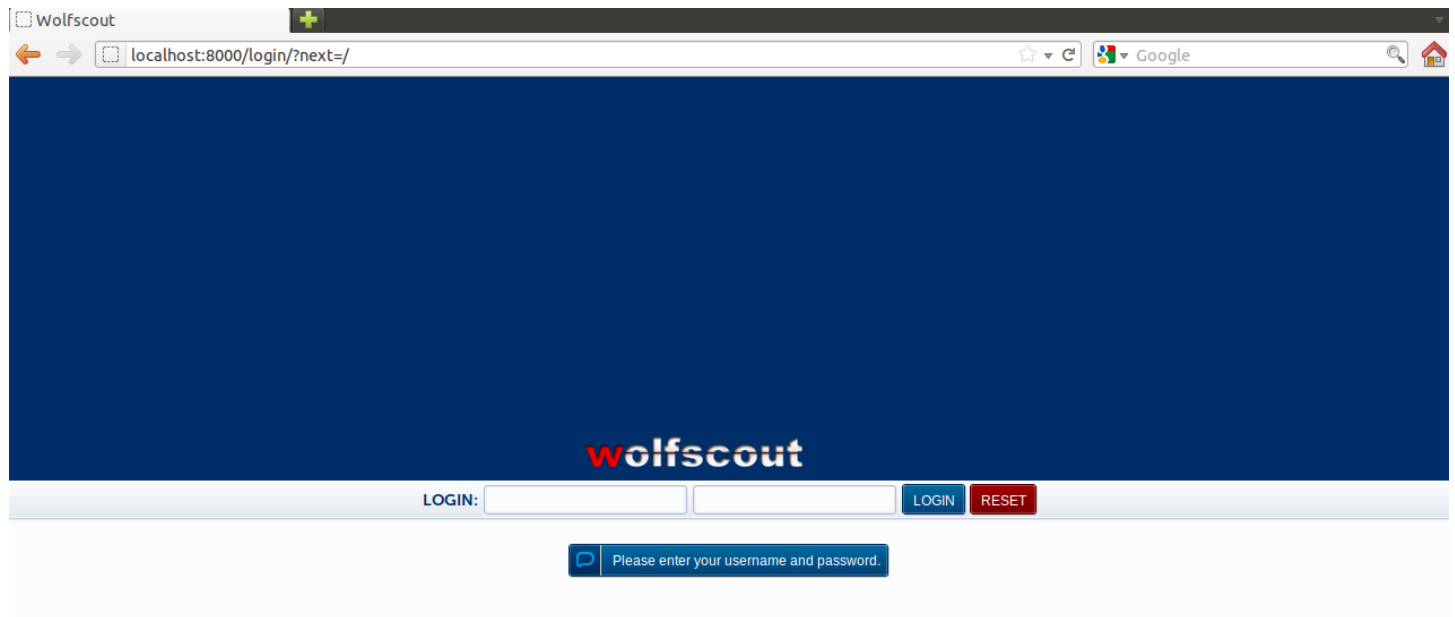 Wolfscout
localhost:8000/login/?next=/
Google
wolfscout
LOGIN:
LOGIN
RESET
Please enter your username and password.